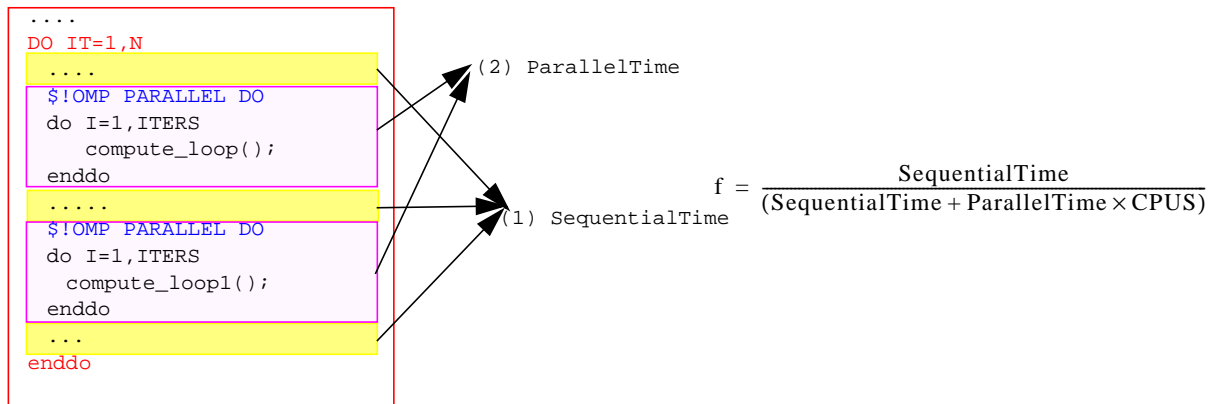 ....
DO IT=1,N
....
$!OMP PARALLEL DO
do I=1,ITERS
compute_loop();
enddo
.....
$!OMP PARALLEL DO
do I=1,ITERS
compute_loop1();
enddo
...
enddo
(2) ParallelTime
(1) SequentialTime
f = SequentialTime
(SequentialTime + ParallelTime × CPUS)